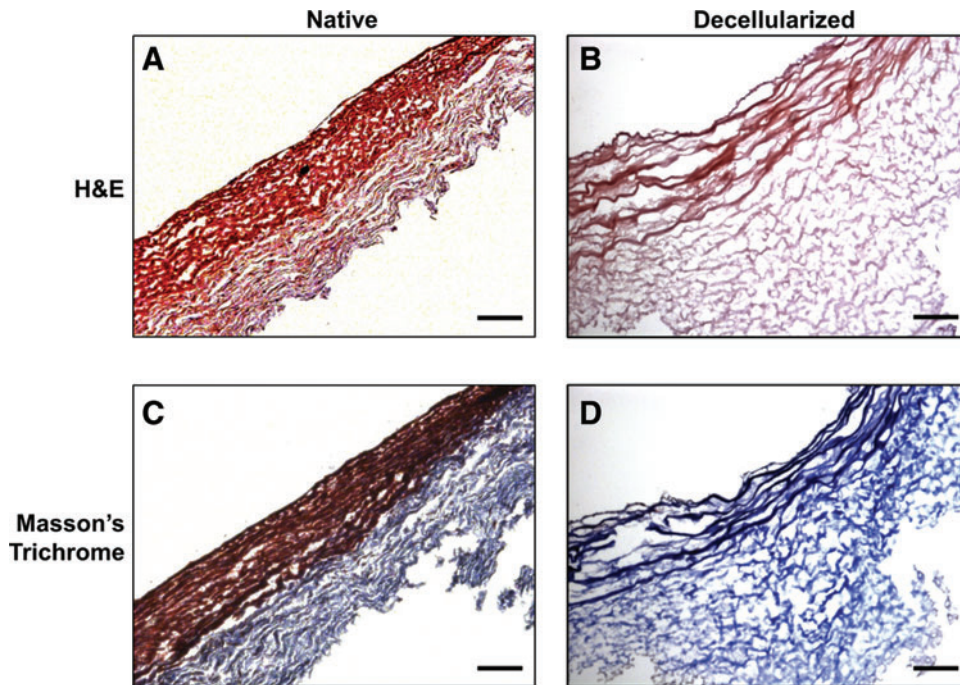 Native
Decellularized
A
B
H&E
C
D
Masson's
Trichrome